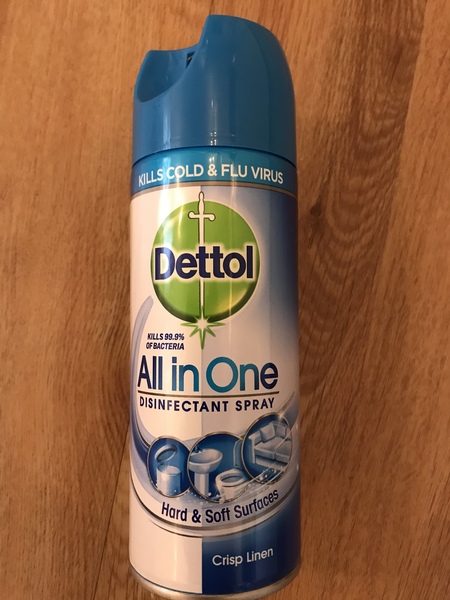 KILLS COLD & FLU VIRUS
Dettol
KILLS 99.9%
OF BACTERIA
All in One
DISINFECTANT SPRAY
Hard & Soft Surfaces
Crisp Linen